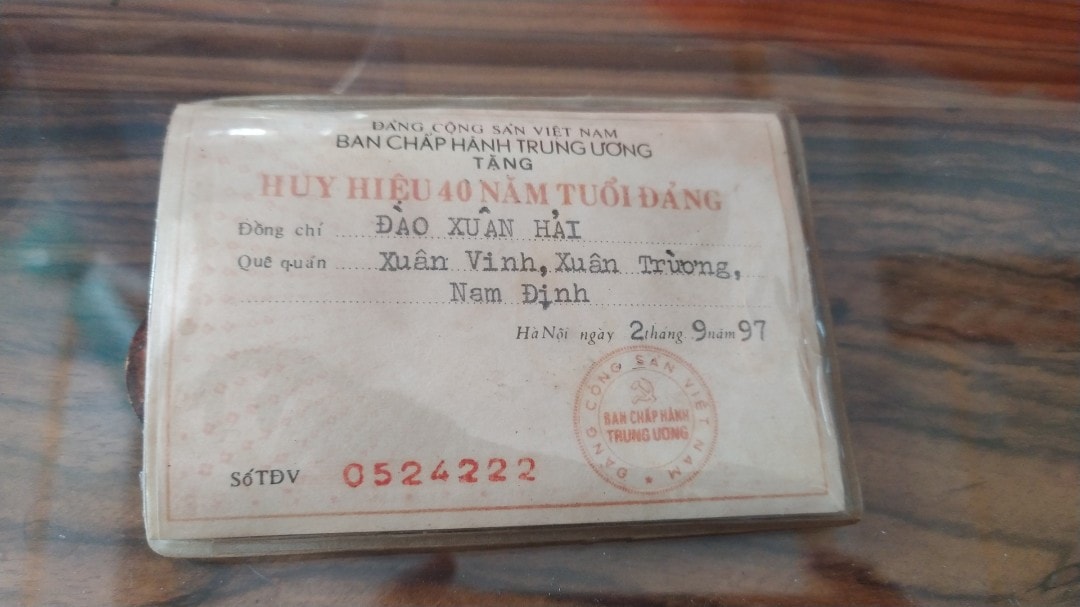 ĐẢNG CỘNG SẢN VIỆT NAM
BAN CHẤP HÀNH TRUNG ƯƠNG
TẶNG
HUY HIỆU 40 NĂM TUỔI ĐẢNG
Đồng chí ĐÀO XUÂN HẢI
Quê quán Xuân Vinh, Xuân Trường,
Nam Định
Hà Nội ngày 2 tháng 9 năm 97
ĐẢNG CỘNG SẢN VIỆT NAM
BAN CHẤP HÀNH
TRUNG ƯƠNG
Số TĐV 0524222